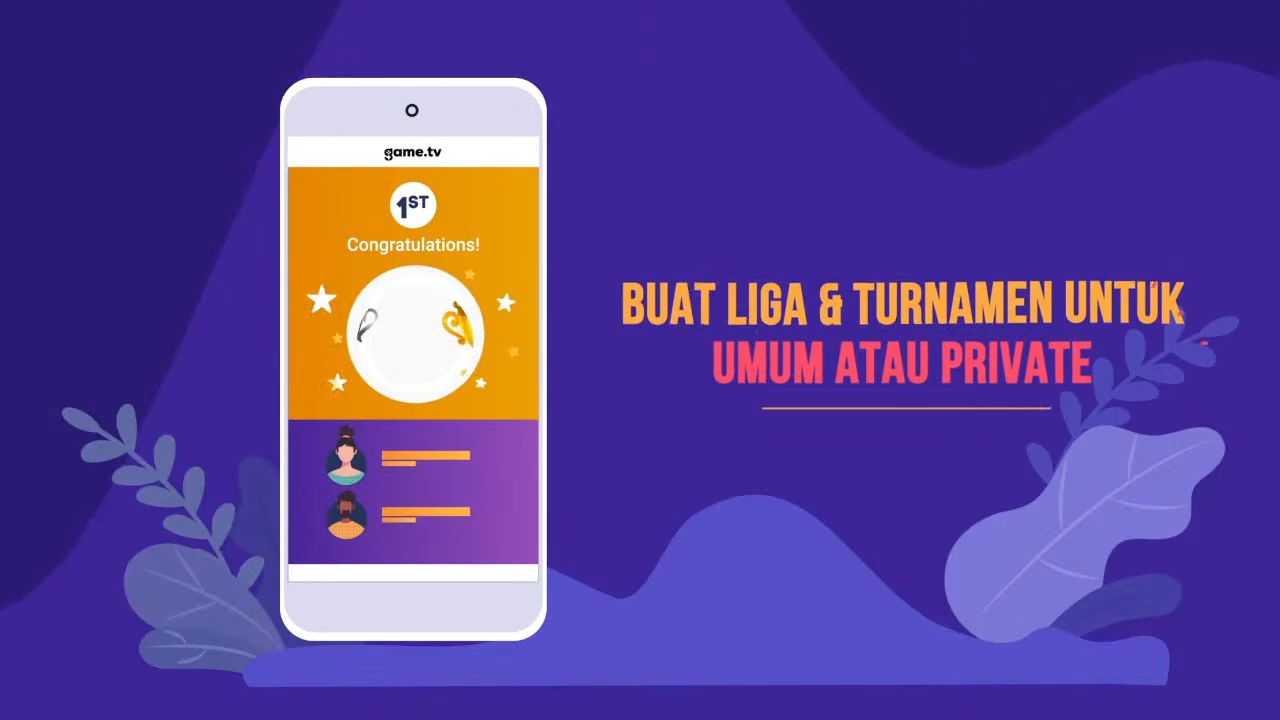 game.tv
1ST
Congratulations!
BUAT LIGA & TURNAMEN UNTUK
UMUM ATAU PRIVATE